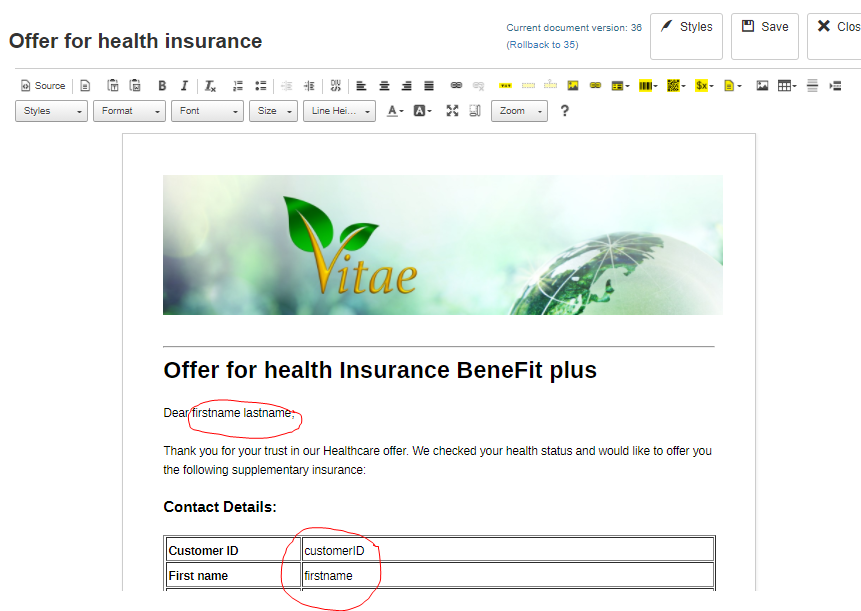 Offer for health insurance
Current document version: 36
(Rollback to 35)
Styles
Save
Clos
Source
Styles
Format
Font
Size
Line Hei...
Zoom
?
Vitae
Offer for health Insurance BeneFit plus
Dear firstname lastname;
Thank you for your trust in our Healthcare offer. We checked your health status and would like to offer you
the following supplementary insurance:
Contact Details:
Customer ID customerID
First name firstname